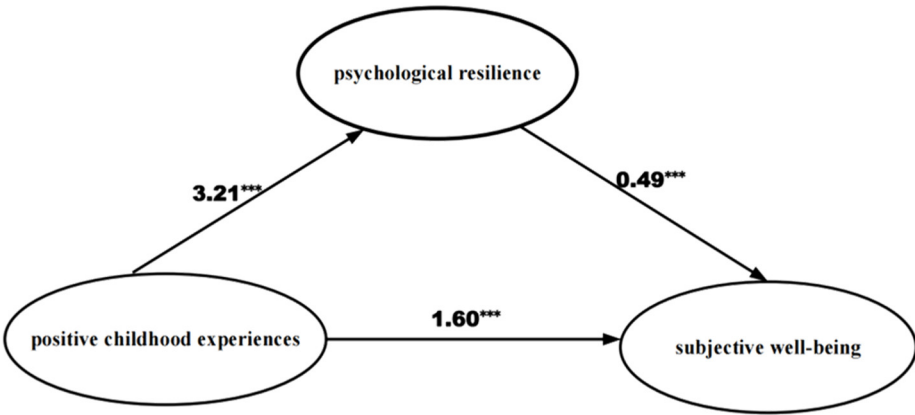 psychological resilience
3.21***
0.49***
1.60***
positive childhood experiences
subjective well-being